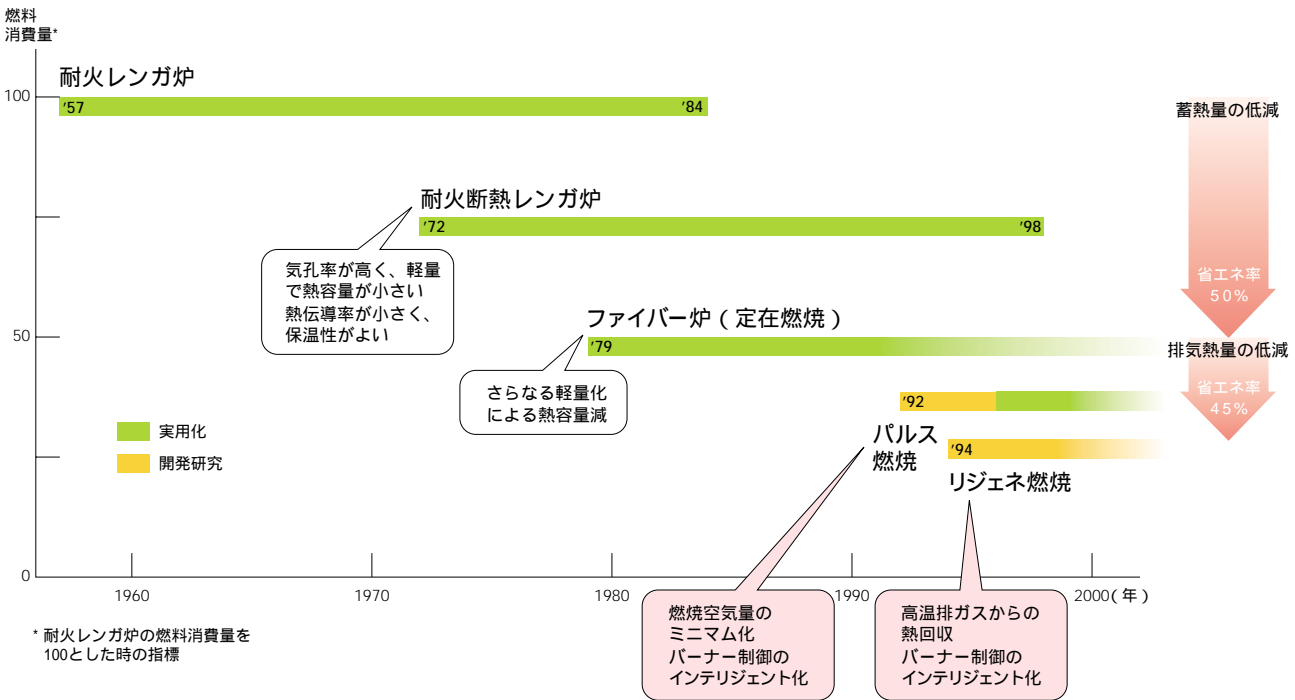 燃料
消費量*
100
50
0
耐火レンガ炉
'57
'84
耐火断熱レンガ炉
'72
'98
気孔率が高く、軽量
で熱容量が小さい
熱伝導率が小さく、
保温性がよい
ファイバー炉（定在燃焼）
'79
さらなる軽量化
による熱容量減
'92
パルス
燃焼
'94
リジェネ燃焼
実用化
開発研究
蓄熱量の低減
省エネ率
50%
排気熱量の低減
省エネ率
45%
1960
1970
1980
1990
2000(年)
燃焼空気量の
ミニマム化
バーナー制御の
インテリジェント化
高温排ガスからの
熱回収
バーナー制御の
インテリジェント化
* 耐火レンガ炉の燃料消費量を
100とした時の指標